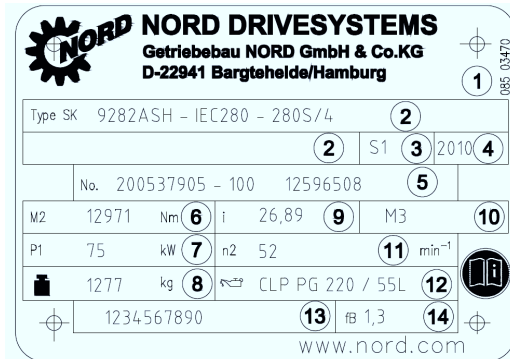 NORD NORD DRIVESYSTEMS
Getriebebau NORD GmbH & Co.KG
D-22941 Bargteheide/Hamburg
1
085 03470
Type SK 9282ASH - IEC280 - 280S/4 2
2 S1 3 2010 4
No. 200537905 - 100 12596508 5
M2 12971 Nm 6 i 26,89 9 M3 10
P1 75 kW 7 n2 52 11 min⁻¹
1277 kg 8 CLP PG 220 / 55L 12
1234567890 13 fB 1,3 14
www.nord.com